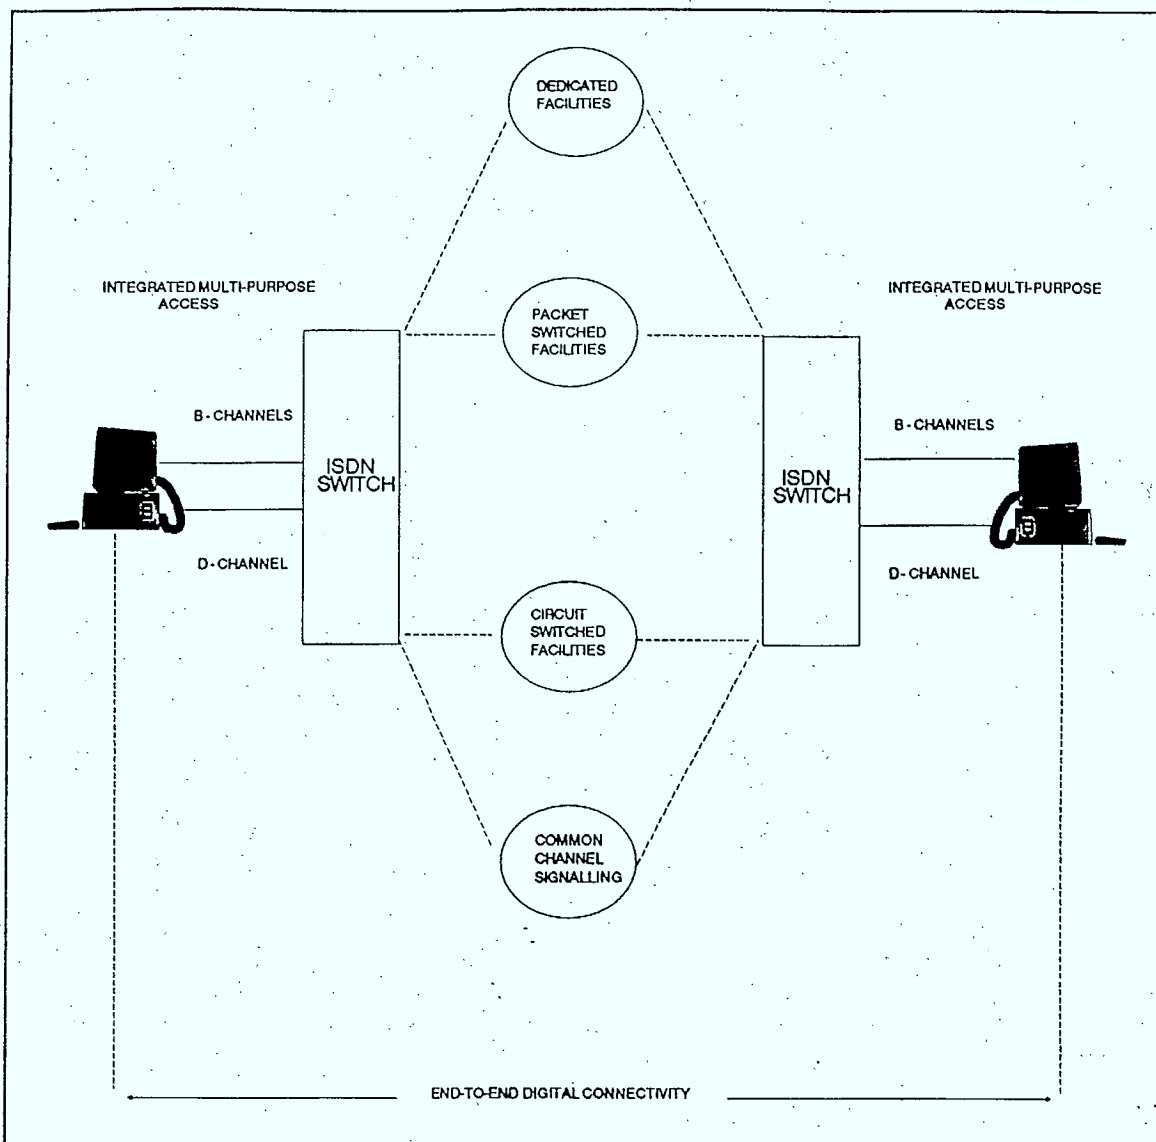 DEDICATED
FACILITIES
INTEGRATED MULTI-PURPOSE
ACCESS
INTEGRATED MULTI-PURPOSE
ACCESS
PACKET
SWITCHED
FACILITIES
B - CHANNELS
B - CHANNELS
ISDN
SWITCH
ISDN
SWITCH
D - CHANNEL
D - CHANNEL
CIRCUIT
SWITCHED
FACILITIES
COMMON
CHANNEL
SIGNALLING
END-TO-END DIGITAL CONNECTIVITY